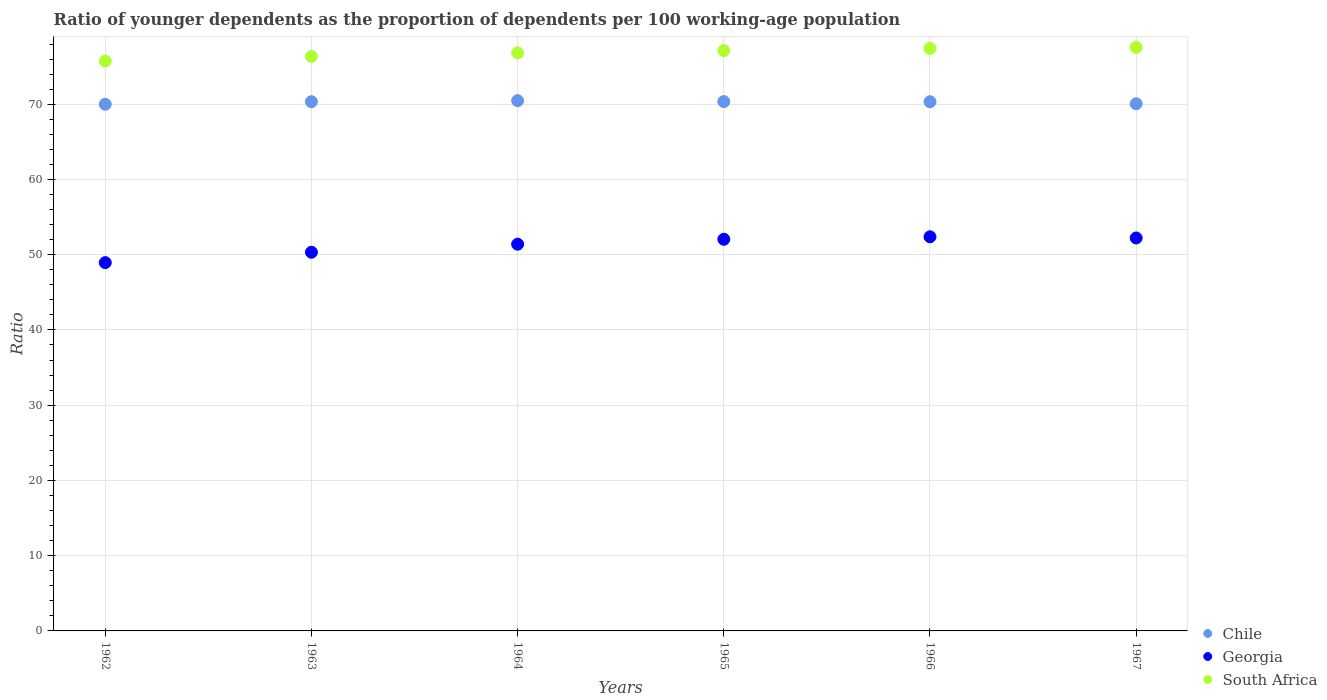 Ratio of younger dependents as the proportion of dependents per 100 working-age population
Ratio
70
60
50
40
30
20
10
0
1962
1963
1964
1965
1966
1967
Years
Chile
Georgia
South Africa